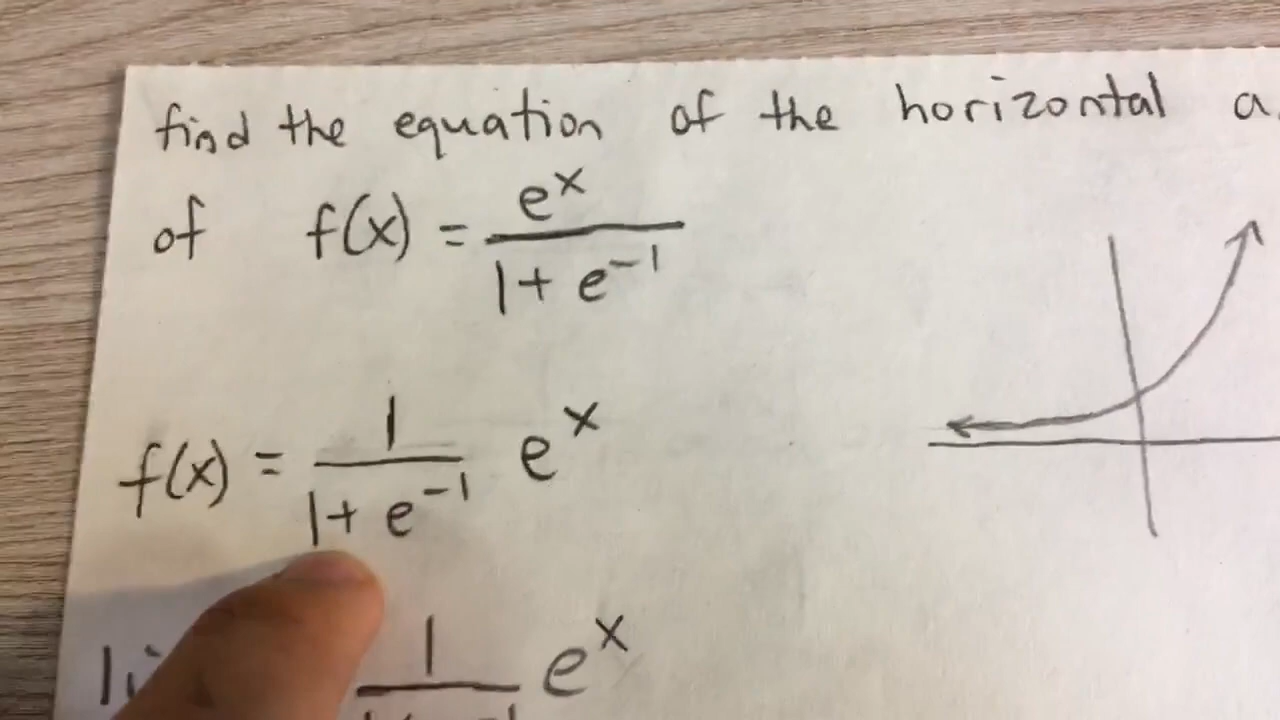 find the equation of the horizontal
of f(x) = e^x / (1 + e^-1)
f(x) = 1 / (1 + e^-1) e^x
1 e^x